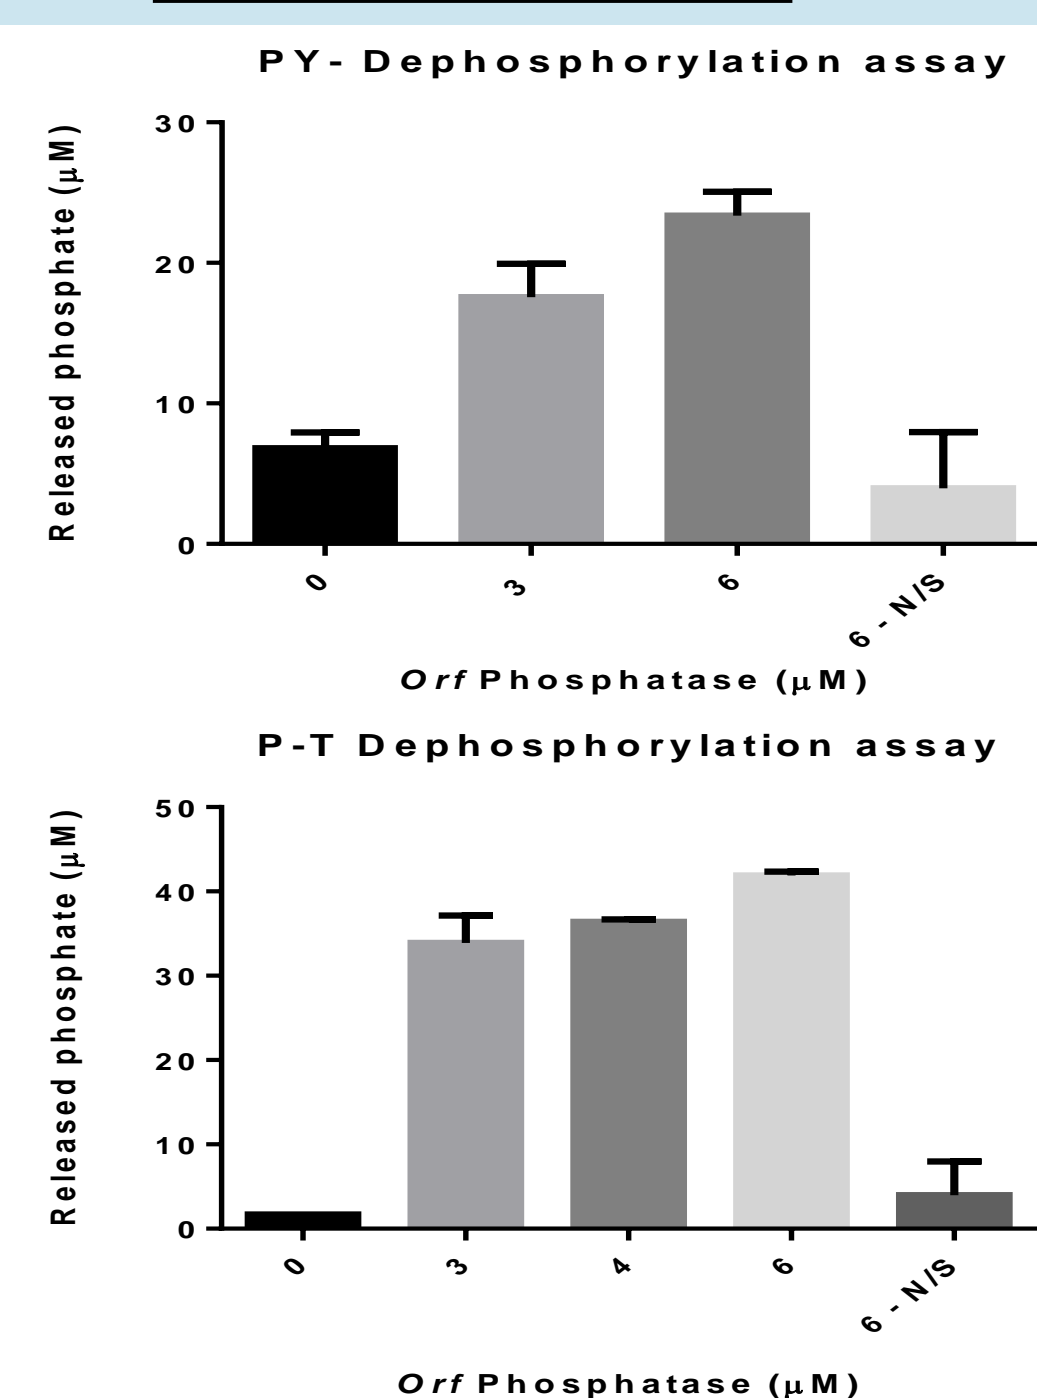 PY- Dephosphorylation assay
Released phosphate (μM)
30
20
10
0
0
3
6
6 - N/S
Orf Phosphatase (μM)
P-T Dephosphorylation assay
Released phosphate (μM)
50
40
30
20
10
0
0
3
4
6
6 - N/S
Orf Phosphatase (μM)